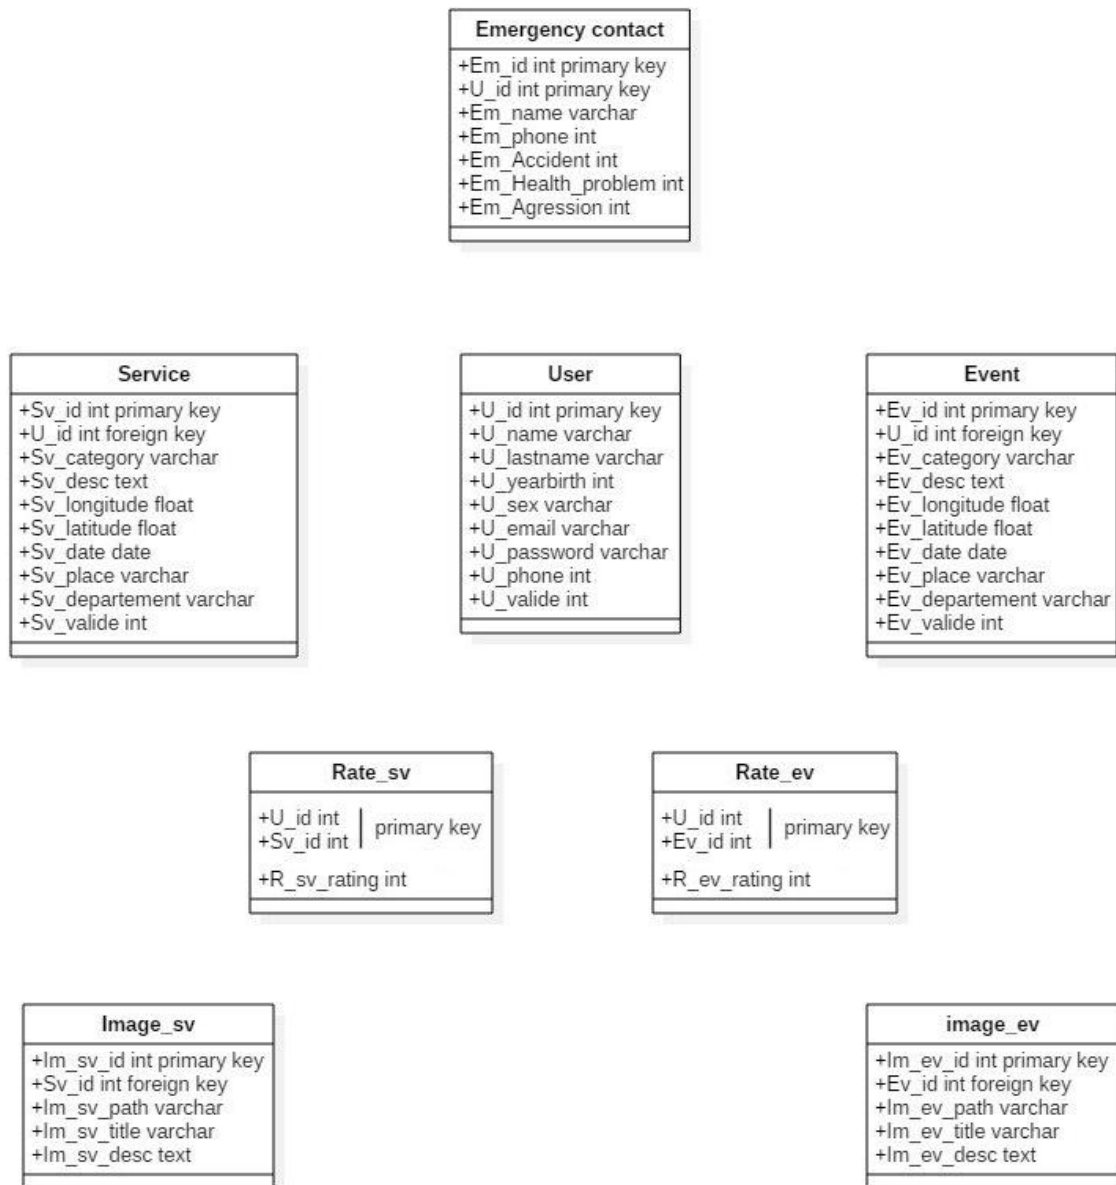 Emergency contact
+Em_id int primary key
+U_id int primary key
+Em_name varchar
+Em_phone int
+Em_Accident int
+Em_Health_problem int
+Em_Agression int
Service
+Sv_id int primary key
+U_id int foreign key
+Sv_category varchar
+Sv_desc text
+Sv_longitude float
+Sv_latitude float
+Sv_date date
+Sv_place varchar
+Sv_departement varchar
+Sv_valide int
User
+U_id int primary key
+U_name varchar
+U_lastname varchar
+U_yearbirth int
+U_sex varchar
+U_email varchar
+U_password varchar
+U_phone int
+U_valide int
Event
+Ev_id int primary key
+U_id int foreign key
+Ev_category varchar
+Ev_desc text
+Ev_longitude float
+Ev_latitude float
+Ev_date date
+Ev_place varchar
+Ev_departement varchar
+Ev_valide int
Rate_sv
+U_id int
+Sv_id int
primary key
+R_sv_rating int
Rate_ev
+U_id int
+Ev_id int
primary key
+R_ev_rating int
Image_sv
+Im_sv_id int primary key
+Sv_id int foreign key
+Im_sv_path varchar
+Im_sv_title varchar
+Im_sv_desc text
image_ev
+Im_ev_id int primary key
+Ev_id int foreign key
+Im_ev_path varchar
+Im_ev_title varchar
+Im_ev_desc text